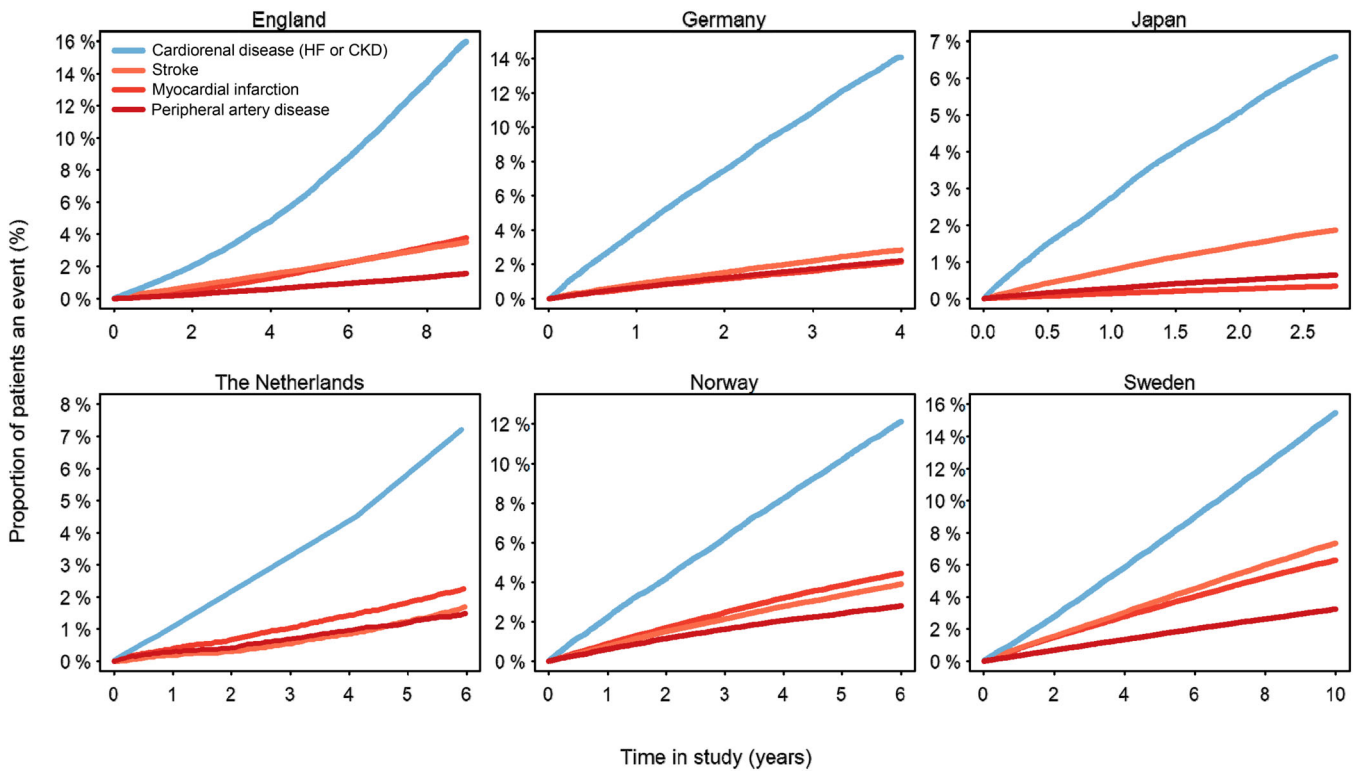 England
Germany
Japan
16 %
14 %
12 %
10 %
8 %
6 %
4 %
2 %
0 %
Cardiorenal disease (HF or CKD)
Stroke
Myocardial infarction
Peripheral artery disease
0 2 4 6 8
14 %
12 %
10 %
8 %
6 %
4 %
2 %
0 %
0 1 2 3 4
7 %
6 %
5 %
4 %
3 %
2 %
1 %
0 %
0.0 0.5 1.0 1.5 2.0 2.5
Proportion of patients an event (%)
The Netherlands
Norway
Sweden
8 %
7 %
6 %
5 %
4 %
3 %
2 %
1 %
0 %
0 1 2 3 4 5 6
12 %
10 %
8 %
6 %
4 %
2 %
0 %
0 1 2 3 4 5 6
16 %
14 %
12 %
10 %
8 %
6 %
4 %
2 %
0 %
0 2 4 6 8 10
Time in study (years)